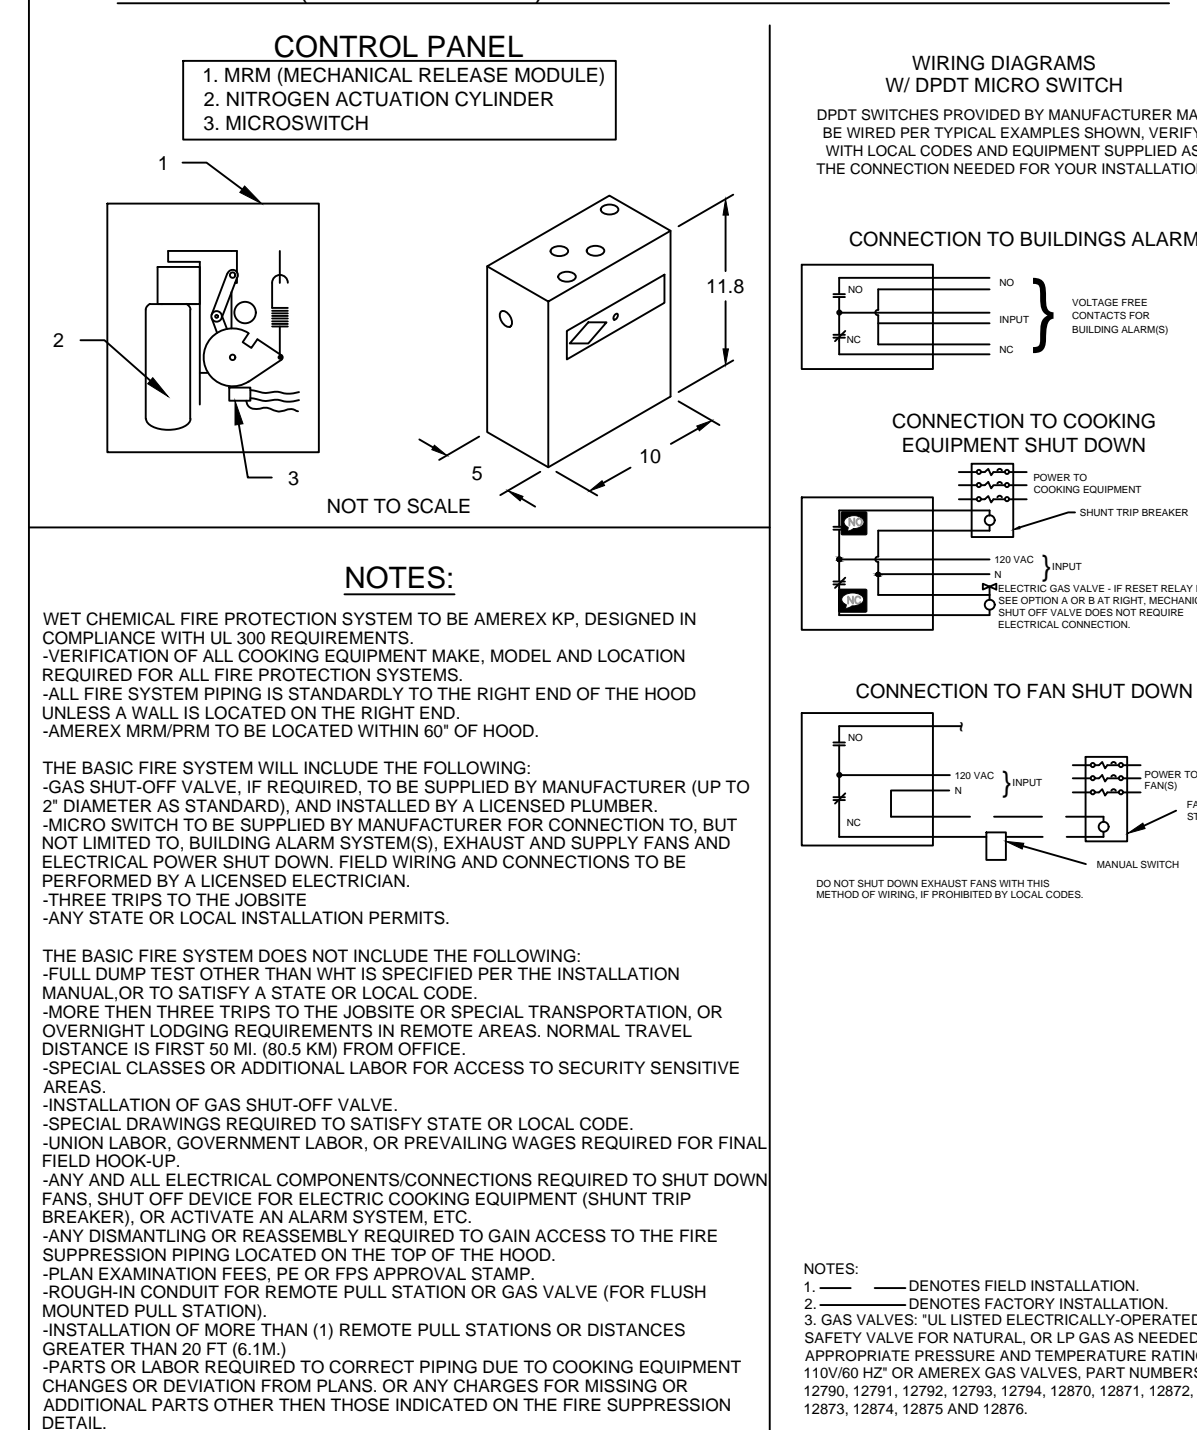 CONTROL PANEL
1. MRM (MECHANICAL RELEASE MODULE)
2. NITROGEN ACTUATION CYLINDER
3. MICROSWITCH
1
2
3
11.8
10
5
NOT TO SCALE
NOTES:
WET CHEMICAL FIRE PROTECTION SYSTEM TO BE AMEREX KP, DESIGNED IN
COMPLIANCE WITH UL 300 REQUIREMENTS.
-VERIFICATION OF ALL COOKING EQUIPMENT MAKE, MODEL AND LOCATION
REQUIRED FOR ALL FIRE PROTECTION SYSTEMS.
-ALL FIRE SYSTEM PIPING IS STANDARDLY TO THE RIGHT END OF THE HOOD
UNLESS A WALL IS LOCATED ON THE RIGHT END.
-AMEREX MRM/PRM TO BE LOCATED WITHIN 60" OF HOOD.
THE BASIC FIRE SYSTEM WILL INCLUDE THE FOLLOWING:
-GAS SHUT-OFF VALVE, IF REQUIRED, TO BE SUPPLIED BY MANUFACTURER (UP TO
2" DIAMETER AS STANDARD), AND INSTALLED BY A LICENSED PLUMBER.
-MICRO SWITCH TO BE SUPPLIED BY MANUFACTURER FOR CONNECTION TO, BUT
NOT LIMITED TO, BUILDING ALARM SYSTEM(S), EXHAUST AND SUPPLY FANS AND
ELECTRICAL POWER SHUT DOWN. FIELD WIRING AND CONNECTIONS TO BE
PERFORMED BY A LICENSED ELECTRICIAN.
-THREE TRIPS TO THE JOBSITE
-ANY STATE OR LOCAL INSTALLATION PERMITS.
THE BASIC FIRE SYSTEM DOES NOT INCLUDE THE FOLLOWING:
-FULL DUMP TEST OTHER THAN WHT IS SPECIFIED PER THE INSTALLATION
MANUAL,OR TO SATISFY A STATE OR LOCAL CODE.
-MORE THEN THREE TRIPS TO THE JOBSITE OR SPECIAL TRANSPORTATION, OR
OVERNIGHT LODGING REQUIREMENTS IN REMOTE AREAS. NORMAL TRAVEL
DISTANCE IS FIRST 50 MI. (80.5 KM) FROM OFFICE.
-SPECIAL CLASSES OR ADDITIONAL LABOR FOR ACCESS TO SECURITY SENSITIVE
AREAS.
-INSTALLATION OF GAS SHUT-OFF VALVE.
-SPECIAL DRAWINGS REQUIRED TO SATISFY STATE OR LOCAL CODE.
-UNION LABOR, GOVERNMENT LABOR, OR PREVAILING WAGES REQUIRED FOR FINAL
FIELD HOOK-UP.
-ANY AND ALL ELECTRICAL COMPONENTS/CONNECTIONS REQUIRED TO SHUT DOWN
FANS, SHUT OFF DEVICE FOR ELECTRIC COOKING EQUIPMENT (SHUNT TRIP
BREAKER), OR ACTIVATE AN ALARM SYSTEM, ETC.
-ANY DISMANTLING OR REASSEMBLY REQUIRED TO GAIN ACCESS TO THE FIRE
SUPPRESSION PIPING LOCATED ON THE TOP OF THE HOOD.
-PLAN EXAMINATION FEES, PE OR FPS APPROVAL STAMP.
-ROUGH-IN CONDUIT FOR REMOTE PULL STATION OR GAS VALVE (FOR FLUSH
MOUNTED PULL STATION).
-INSTALLATION OF MORE THAN (1) REMOTE PULL STATIONS OR DISTANCES
GREATER THAN 20 FT (6.1M.)
-PARTS OR LABOR REQUIRED TO CORRECT PIPING DUE TO COOKING EQUIPMENT
CHANGES OR DEVIATION FROM PLANS. OR ANY CHARGES FOR MISSING OR
ADDITIONAL PARTS OTHER THEN THOSE INDICATED ON THE FIRE SUPPRESSION
DETAIL.
WIRING DIAGRAMS
W/ DPDT MICRO SWITCH
DPDT SWITCHES PROVIDED BY MANUFACTURER
BE WIRED PER TYPICAL EXAMPLES SHOWN, VERIFY
WITH LOCAL CODES AND EQUIPMENT SUPPLIED AS
THE CONNECTION NEEDED FOR YOUR INSTALLATION
CONNECTION TO BUILDINGS ALARM
NO
NC
NO
INPUT
NC
VOLTAGE FREE
CONTACTS FOR
BUILDING ALARM(S)
CONNECTION TO COOKING
EQUIPMENT SHUT DOWN
POWER TO
COOKING EQUIPMENT
SHUNT TRIP BREAKER
NO
NC
120 VAC
N
INPUT
ELECTRIC GAS VALVE - IF RESET RELAY
SEE OPTION A OR B AT RIGHT,
SHUT OFF VALVE DOES NOT REQUIRE
ELECTRICAL CONNECTION.
CONNECTION TO FAN SHUT DOWN
NO
NC
120 VAC
N
INPUT
POWER TO
FAN(S)
MANUAL SWITCH
DO NOT SHUT DOWN EXHAUST FANS WITH THIS
METHOD OF WIRING, IF PROHIBITED BY LOCAL CODES.
NOTES:
1. DENOTES FIELD INSTALLATION.
2. DENOTES FACTORY INSTALLATION.
3. GAS VALVES: "UL LISTED ELECTRICALLY-OPERATED
SAFETY VALVE FOR NATURAL, OR LP GAS AS NEEDED
APPROPRIATE PRESSURE AND TEMPERATURE RATING
110V/60 HZ" OR AMEREX GAS VALVES, PART NUMBERS
12790, 12791, 12792, 12793, 12794, 12870, 12871, 12872,
12873, 12874, 12875 AND 12876.